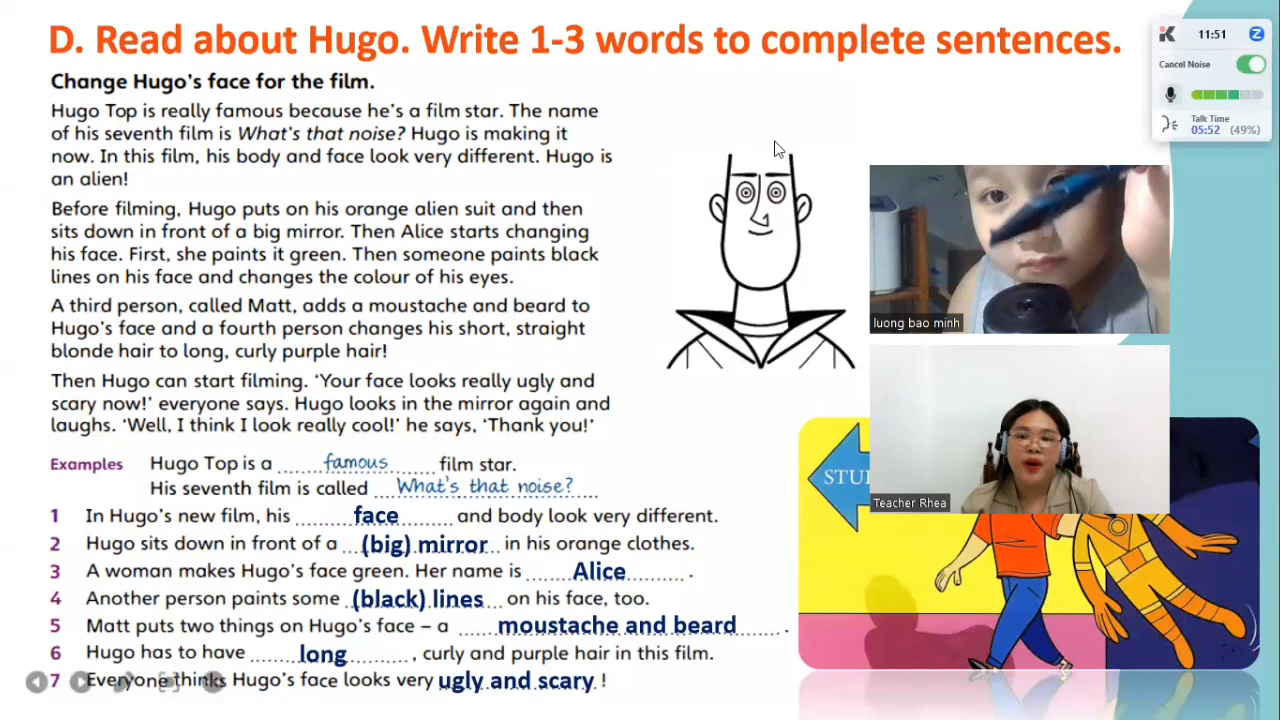 D. Read about Hugo. Write 1-3 words to complete sentences.
Change Hugo's face for the film.
Hugo Top is really famous because he's a film star. The name
of his seventh film is What's that noise? Hugo is making it
now. In this film, his body and face look very different. Hugo is
an alien!
Before filming, Hugo puts on his orange alien suit and then
sits down in front of a big mirror. Then Alice starts changing
his face. First, she paints it green. Then someone paints black
lines on his face and changes the colour of his eyes.
A third person, called Matt, adds a moustache and beard to
Hugo's face and a fourth person changes his short, straight
blonde hair to long, curly purple hair!
Then Hugo can start filming. 'Your face looks really ugly and
scary now!' everyone says. Hugo looks in the mirror again and
laughs. 'Well, I think I look really cool!' he says, 'Thank you!'
Examples Hugo Top is a famous film star.
His seventh film is called What's that noise?
1 In Hugo's new film, his face and body look very different.
2 Hugo sits down in front of a (big) mirror in his orange clothes.
3 A woman makes Hugo's face green. Her name is Alice.
4 Another person paints some (black) lines on his face, too.
5 Matt puts two things on Hugo's face – a moustache and beard.
6 Hugo has to have long, curly and purple hair in this film.
7 Everyone thinks Hugo's face looks very ugly and scary!
11:51
Cancel Noise
Talk Time
05:52 (49%)
luong bao minh
Teacher Rhea
STU